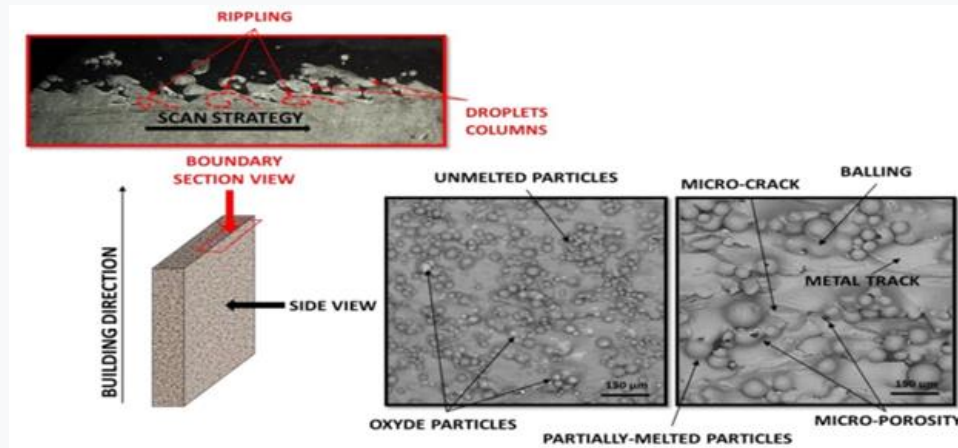 RIPPLING
SCAN STRATEGY
DROPLETS
COLUMNS
BOUNDARY
SECTION VIEW
BUILDING DIRECTION
SIDE VIEW
UNMELTED PARTICLES
MICRO-CRACK
BALLING
METAL TRACK
150 µm
150 µm
OXYDE PARTICLES
PARTIALLY-MELTED PARTICLES
MICRO-POROSITY